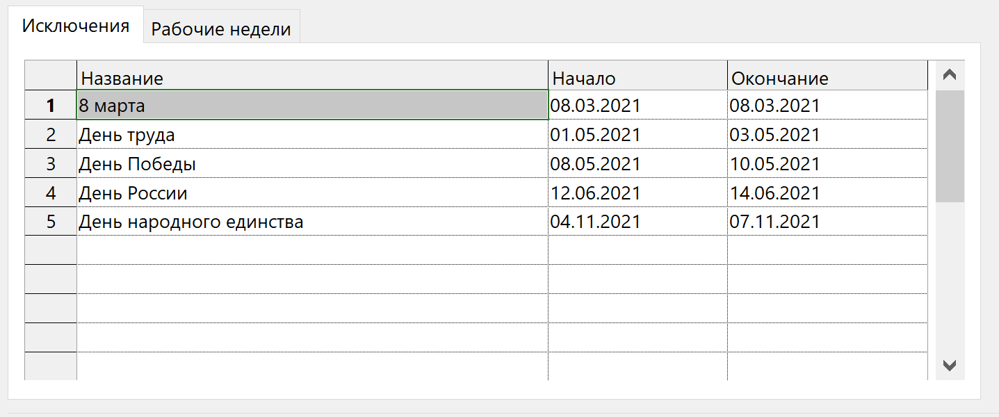 Исключения
Рабочие недели
Название Начало Окончание
1 8 марта 08.03.2021 08.03.2021
2 День труда 01.05.2021 03.05.2021
3 День Победы 08.05.2021 10.05.2021
4 День России 12.06.2021 14.06.2021
5 День народного единства 04.11.2021 07.11.2021